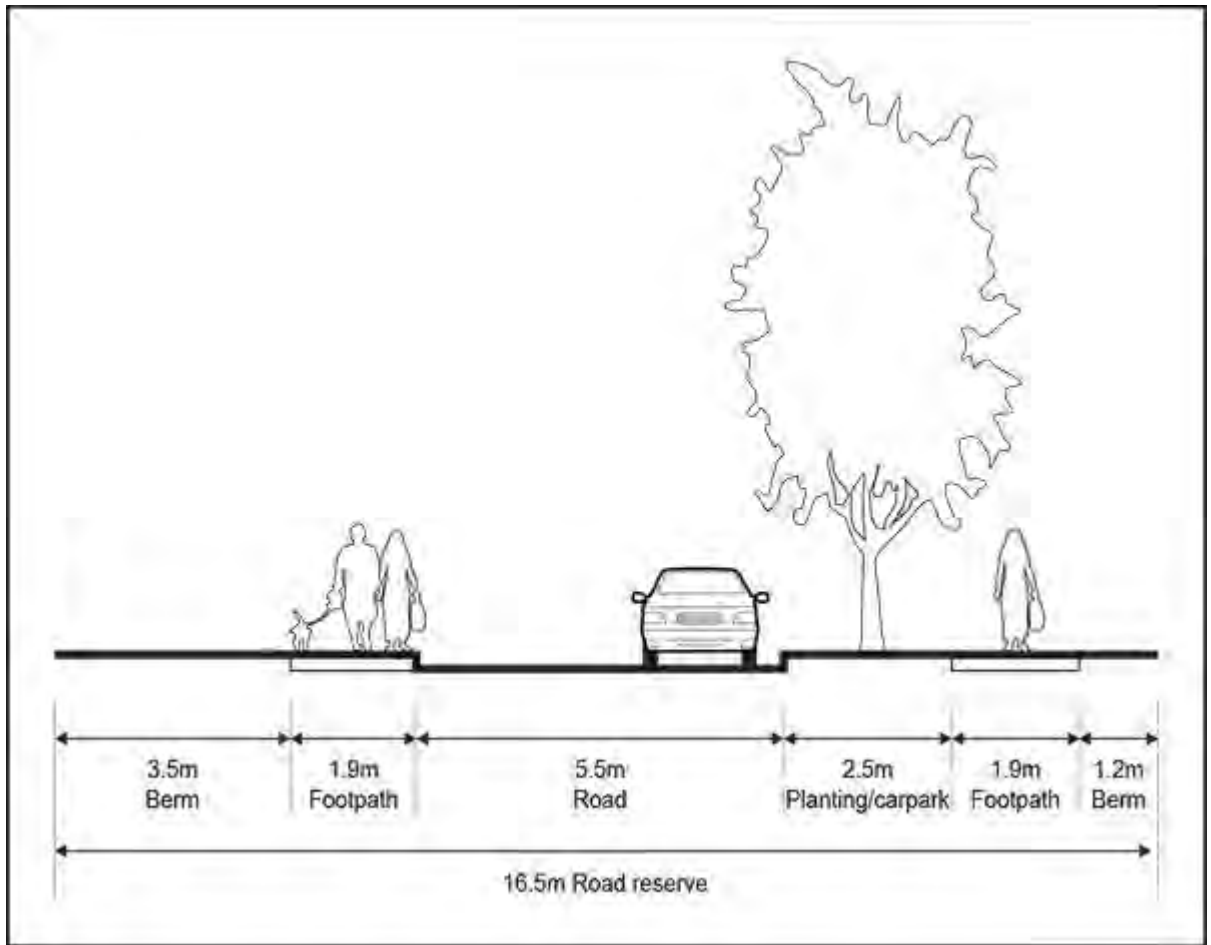 3.5m
Berm
1.9m
Footpath
5.5m
Road
2.5m
Planting/carpark
1.9m
Footpath
1.2m
Berm
16.5m Road reserve